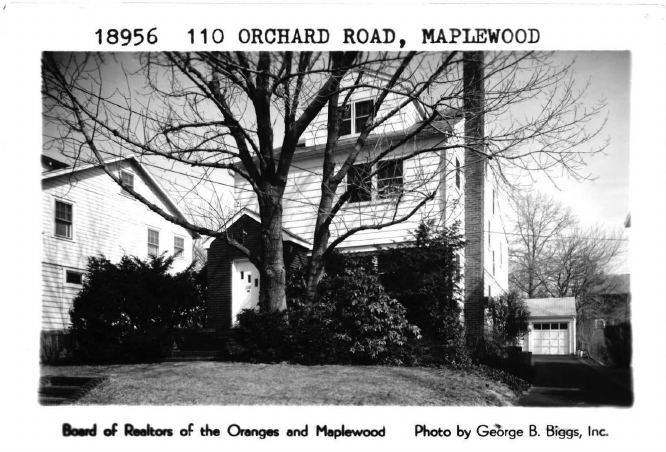 18956 110 ORCHARD ROAD, MAPLEWOOD
Board of Realtors of the Oranges and Maplewood Photo by George B. Biggs, Inc.